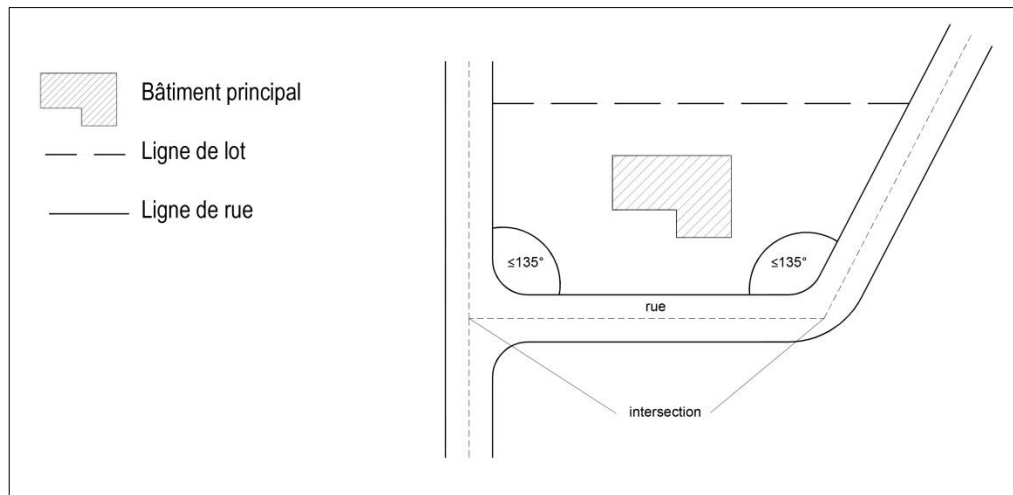 Bâtiment principal
Ligne de lot
Ligne de rue
≤135°
≤135°
rue
intersection